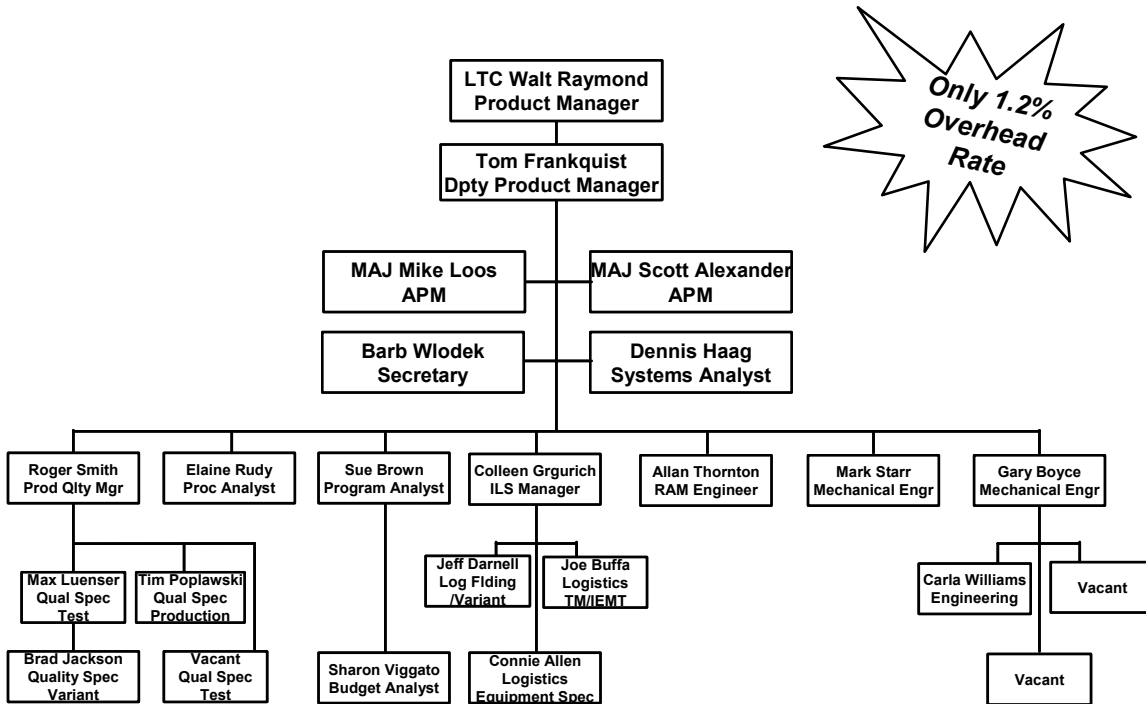 LTC Walt Raymond
Product Manager
Only 1.2%
Overhead
Rate
Tom Frankquist
Dpty Product Manager
MAJ Mike Loos
APM
MAJ Scott Alexander
APM
Barb Wlodek
Secretary
Dennis Haag
Systems Analyst
Roger Smith
Prod Qlty Mgr
Elaine Rudy
Proc Analyst
Sue Brown
Program Analyst
Colleen Grgurich
ILS Manager
Allan Thornton
RAM Engineer
Mark Starr
Mechanical Engr
Gary Boyce
Mechanical Engr
Max Luenser
Qual Spec
Test
Tim Poplawski
Qual Spec
Production
Jeff Darnell
Log Flding
/Variant
Joe Buffa
Logistics
TM/IEMT
Carla Williams
Engineering
Vacant
Brad Jackson
Quality Spec
Variant
Vacant
Qual Spec
Test
Sharon Viggato
Budget Analyst
Connie Allen
Logistics
Equipment Spec
Vacant